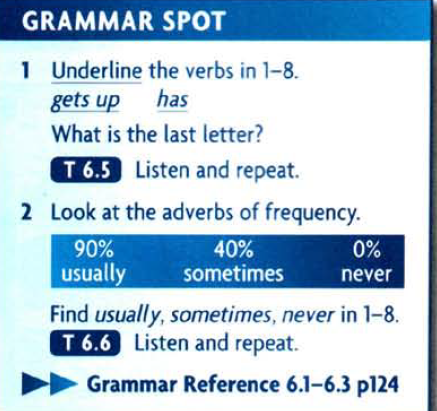 GRAMMAR SPOT
1 Underline the verbs in 1–8.
gets up has
What is the last letter?
T 6.5 Listen and repeat.
2 Look at the adverbs of frequency.
90% 40% 0%
usually sometimes never
Find usually, sometimes, never in 1–8.
T 6.6 Listen and repeat.
Grammar Reference 6.1–6.3 p124